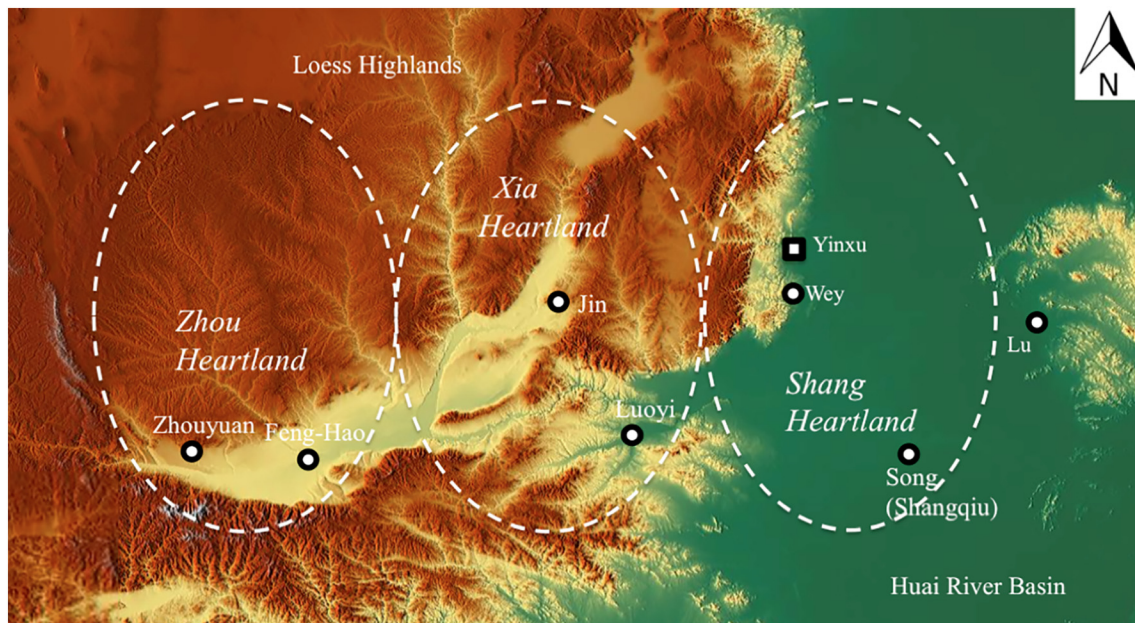 Loess Highlands
N
Xia
Heartland
Yinxu
Wey
Jin
Zhou
Heartland
Lu
Shang
Heartland
Zhouyuan
Feng-Hao
Luoyi
Song
(Shangqiu)
Huai River Basin